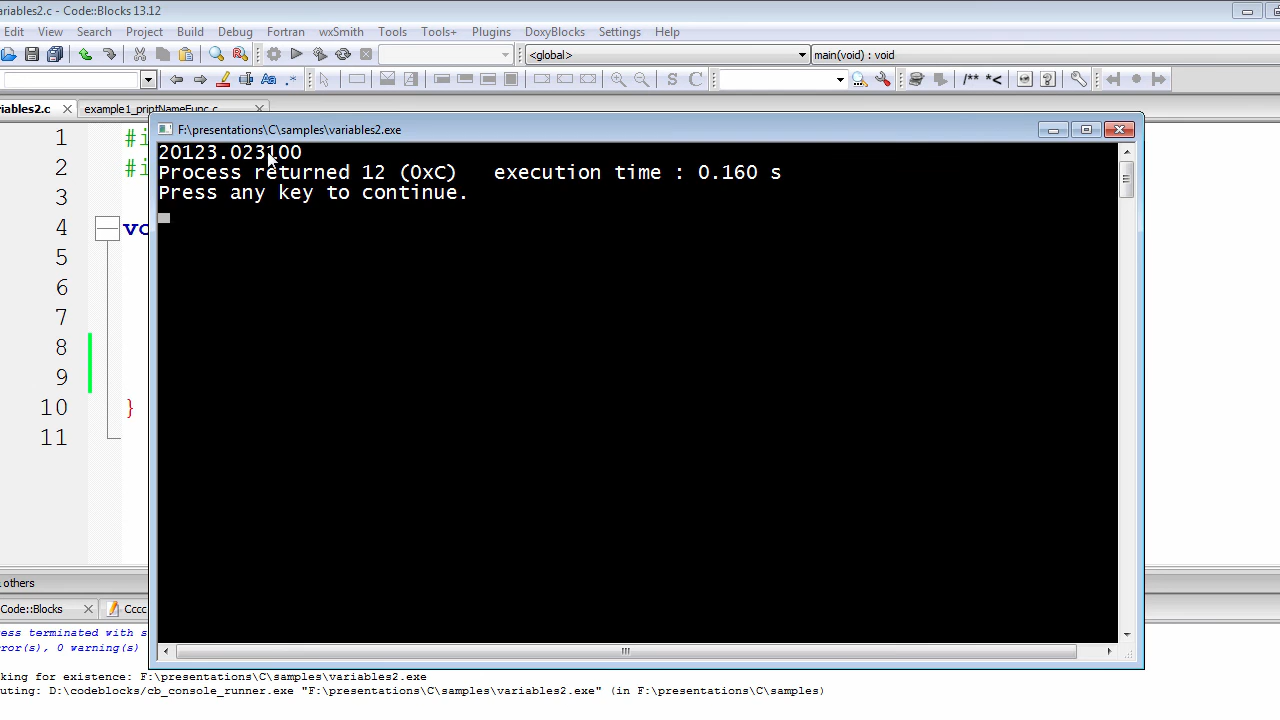 ariables2.c - Code::Blocks 13.12
Edit View Search Project Build Debug Fortran wxSmith Tools Tools+ Plugins DoxyBlocks Settings Help
<global> main(void) : void
/** *<
riables2.c example1_printNameFunc.c
F:\presentations\C\samples\variables2.exe
20123.023100
Process returned 12 (0xC) execution time : 0.160 s
Press any key to continue.
1 #i
2 #i
3
4 vo
5
6
7
8
9
10 }
11
others
Code::Blocks Cccc
ess terminated with s
ror(s), 0 warning(s)
king for existence: F:\presentations\C\samples\variables2.exe
uting: D:\codeblocks/cb_console_runner.exe "F:\presentations\C\samples\variables2.exe" (in F:\presentations\C\samples)